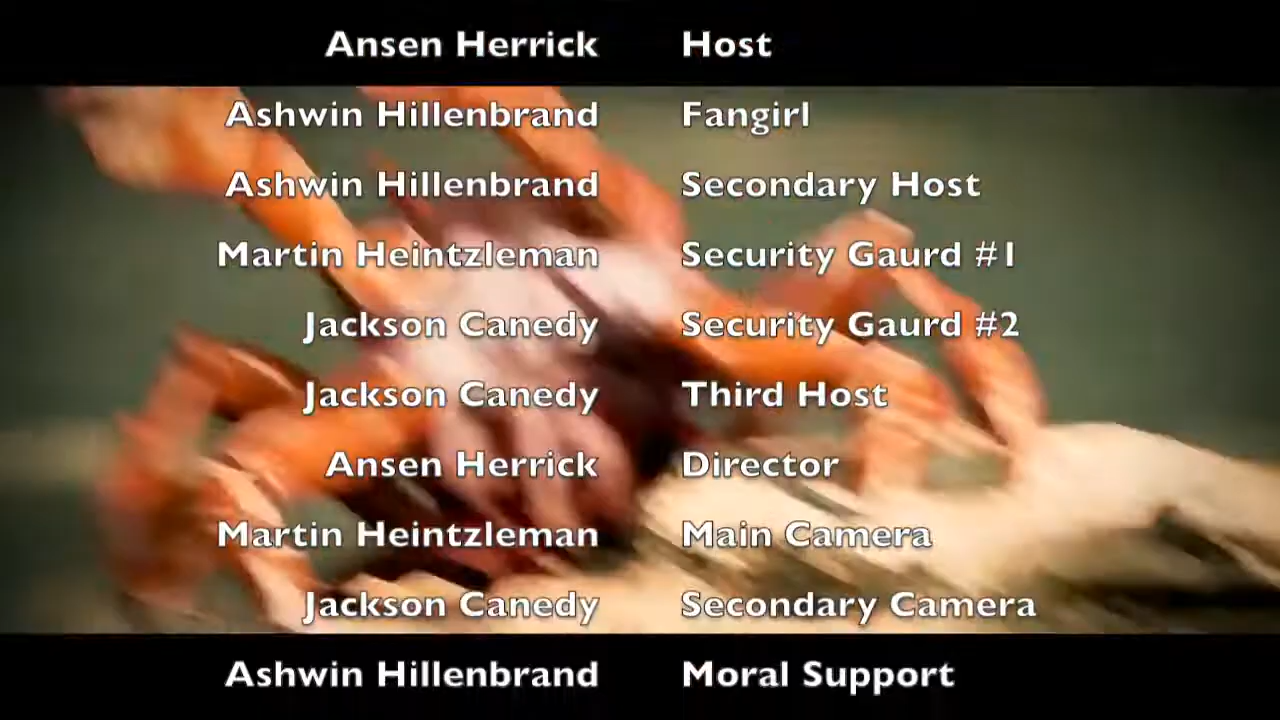 Ansen Herrick Host
Ashwin Hillenbrand Fangirl
Ashwin Hillenbrand Secondary Host
Martin Heintzleman Security Gaurd #1
Jackson Canedy Security Gaurd #2
Jackson Canedy Third Host
Ansen Herrick Director
Martin Heintzleman Main Camera
Jackson Canedy Secondary Camera
Ashwin Hillenbrand Moral Support